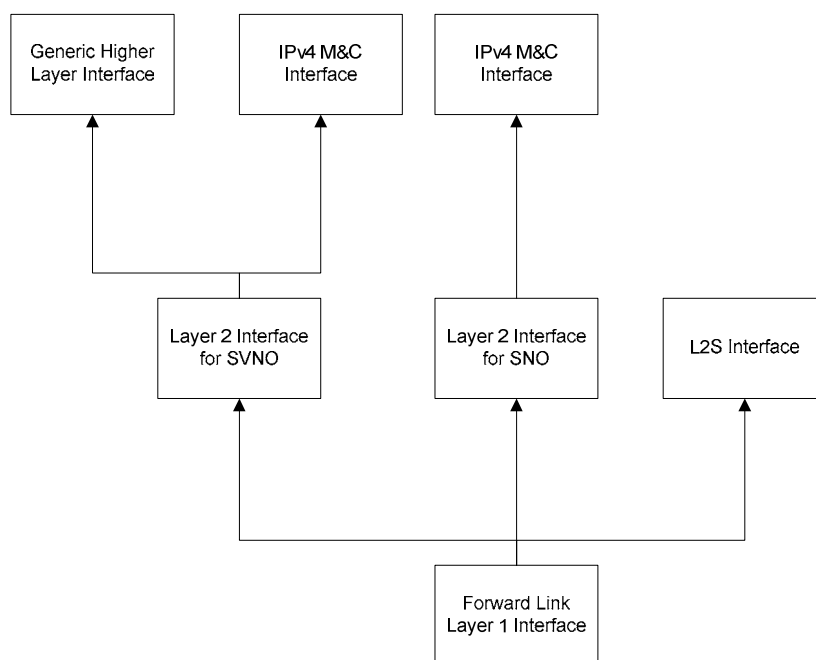 Generic Higher
Layer Interface
IPv4 M&C
Interface
IPv4 M&C
Interface
Layer 2 Interface
for SVNO
Layer 2 Interface
for SNO
L2S Interface
Forward Link
Layer 1 Interface